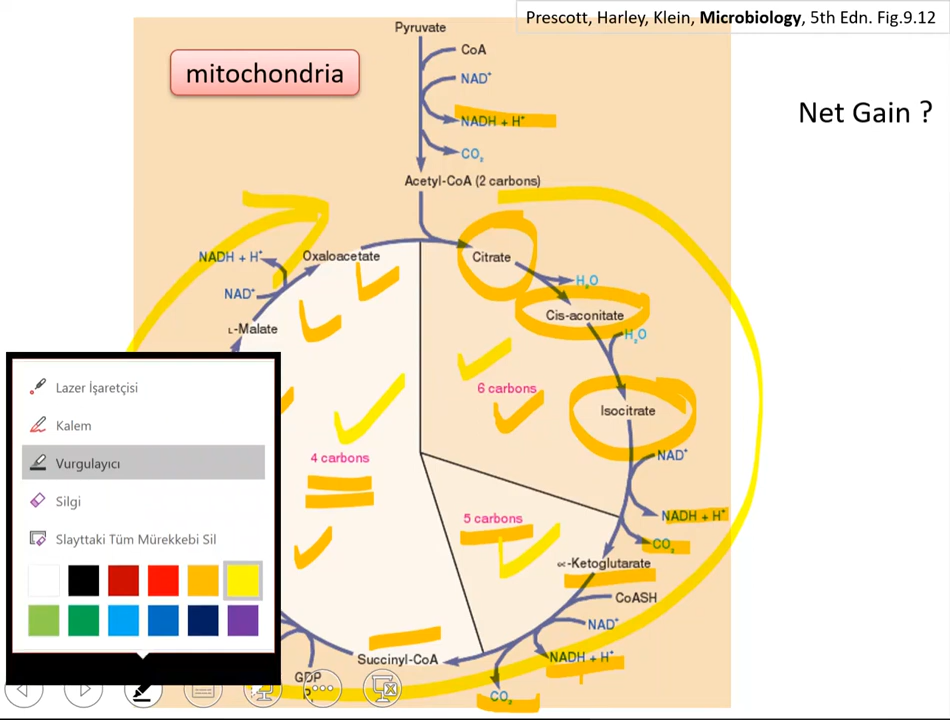 Prescott, Harley, Klein, Microbiology, 5th Edn. Fig.9.12
Pyruvate
mitochondria
CoA
NAD⁺
Net Gain ?
NADH + H⁺
CO₂
Acetyl-CoA (2 carbons)
NADH + H⁺
Oxaloacetate
Citrate
H₂O
NAD⁺
Cis-aconitate
L-Malate
H₂O
6 carbons
Isocitrate
4 carbons
NAD⁺
5 carbons
NADH + H⁺
CO₂
α-Ketoglutarate
CoASH
NAD⁺
NADH + H⁺
Succinyl-CoA
GDP
CO₂
Lazer İşaretçisi
Kalem
Vurgulayıcı
Silgi
Slayttaki Tüm Mürekkebi Sil